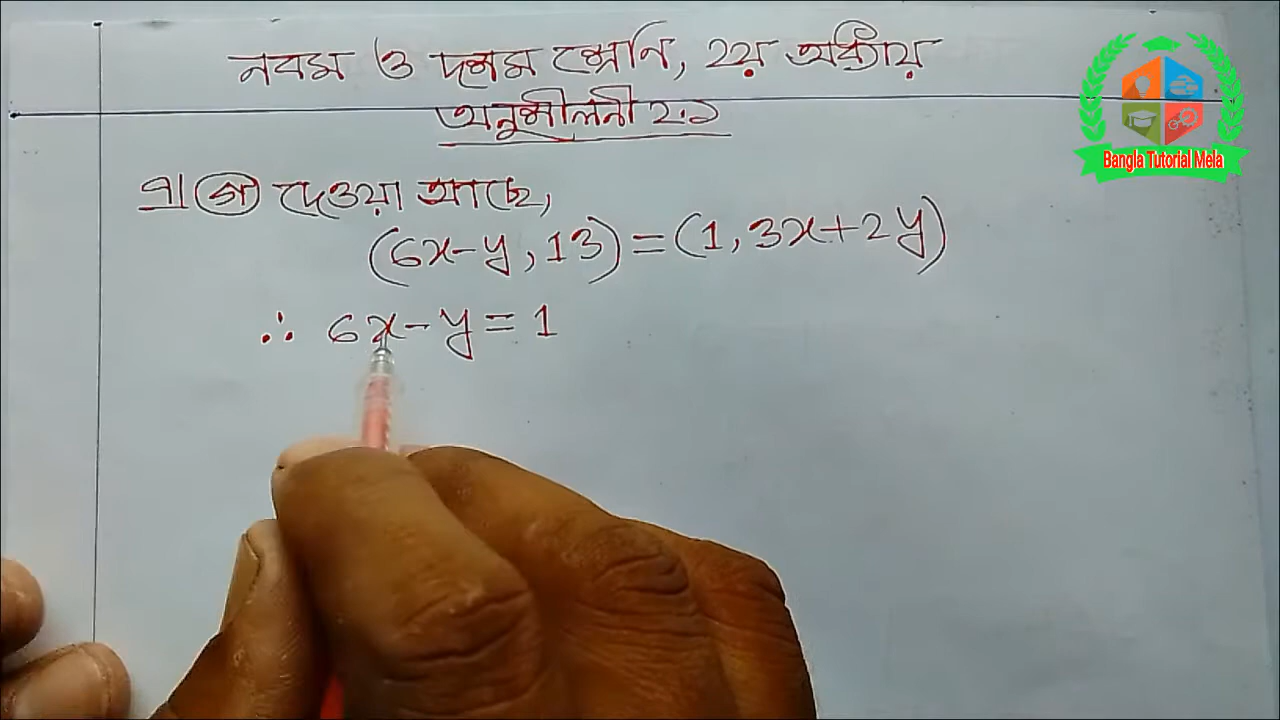 নবম ও দশম শ্রেণি, ২য় অধ্যায়
অনুশীলনী ২.১
Bangla Tutorial Mela
এ। গ দেওয়া আছে,
(6x-y, 13) = (1, 3x+2y)
∴ 6x-y=1